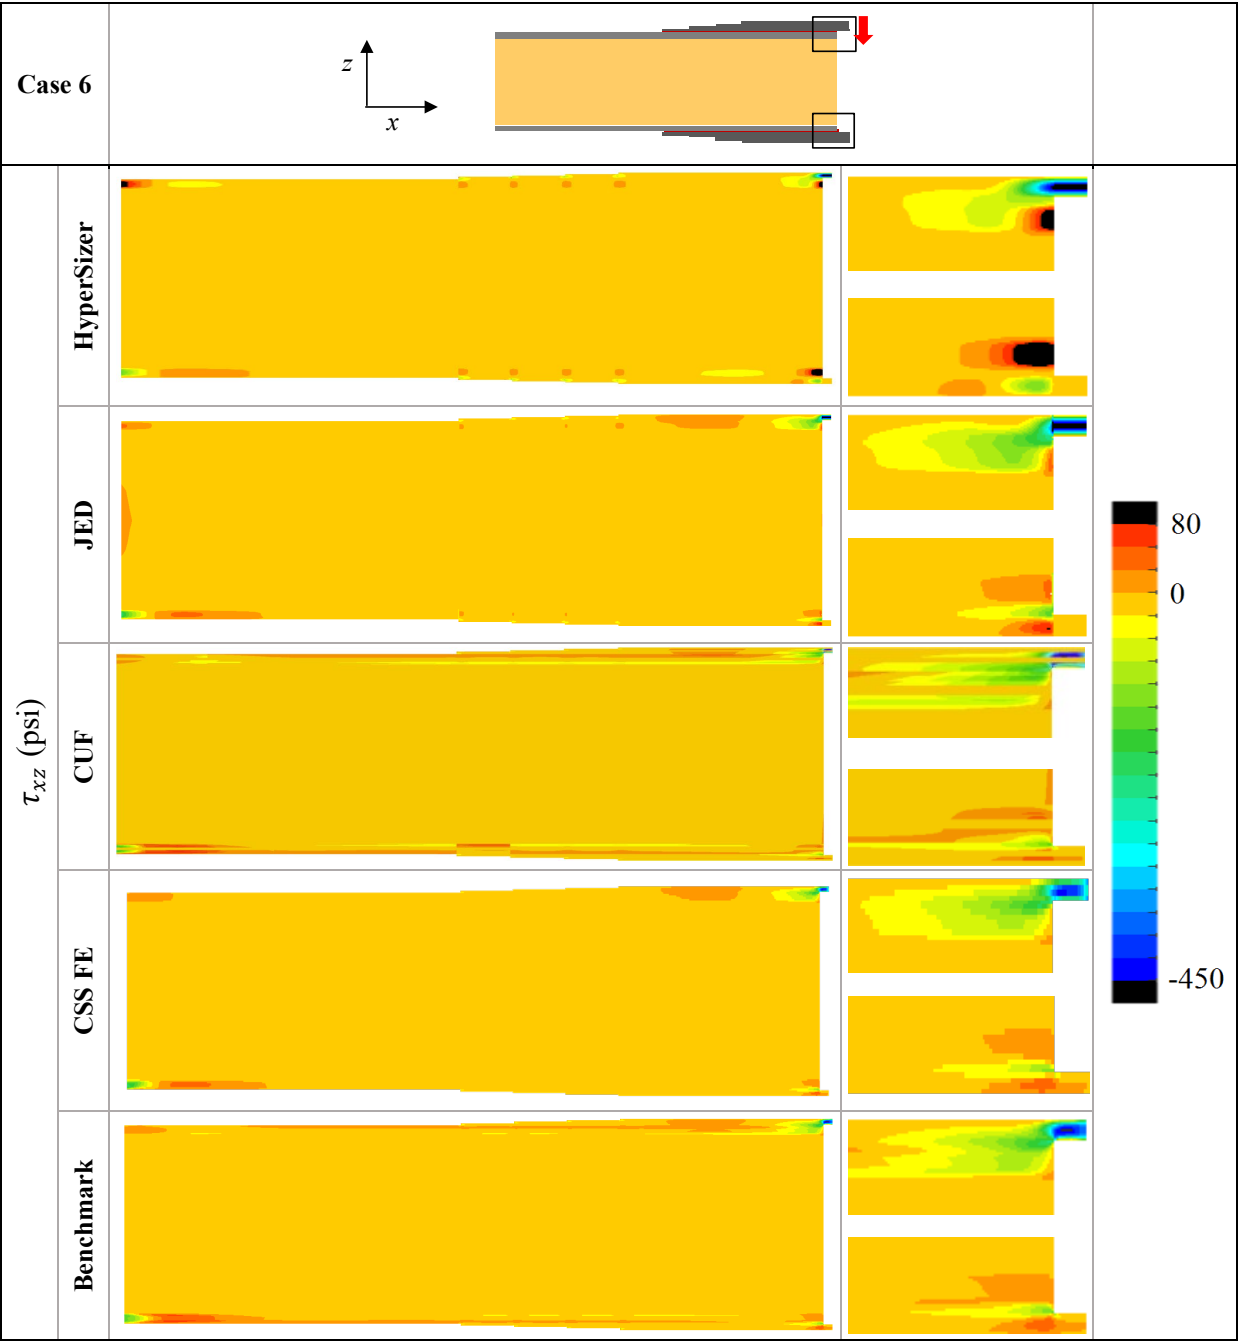 Case 6
z
x
HyperSizer
JED
CUF
CSS FE
Benchmark
τxz (psi)
80
0
-450